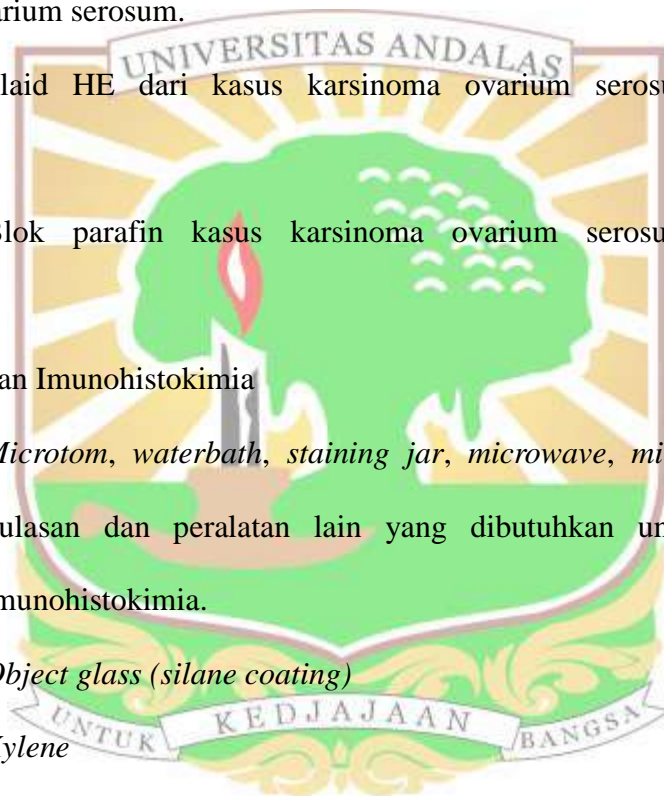 arium serosum.
UNIVERSITAS ANDALAS
laid HE dari kasus karsinoma ovarium serosu
lok parafin kasus karsinoma ovarium serosu
an Imunohistokimia
Microtom, waterbath, staining jar, microwave, mi
ulasan dan peralatan lain yang dibutuhkan un
munohistokimia.
Object glass (silane coating)
UNTUK KEDJAJAAN BANGSA
Xylene